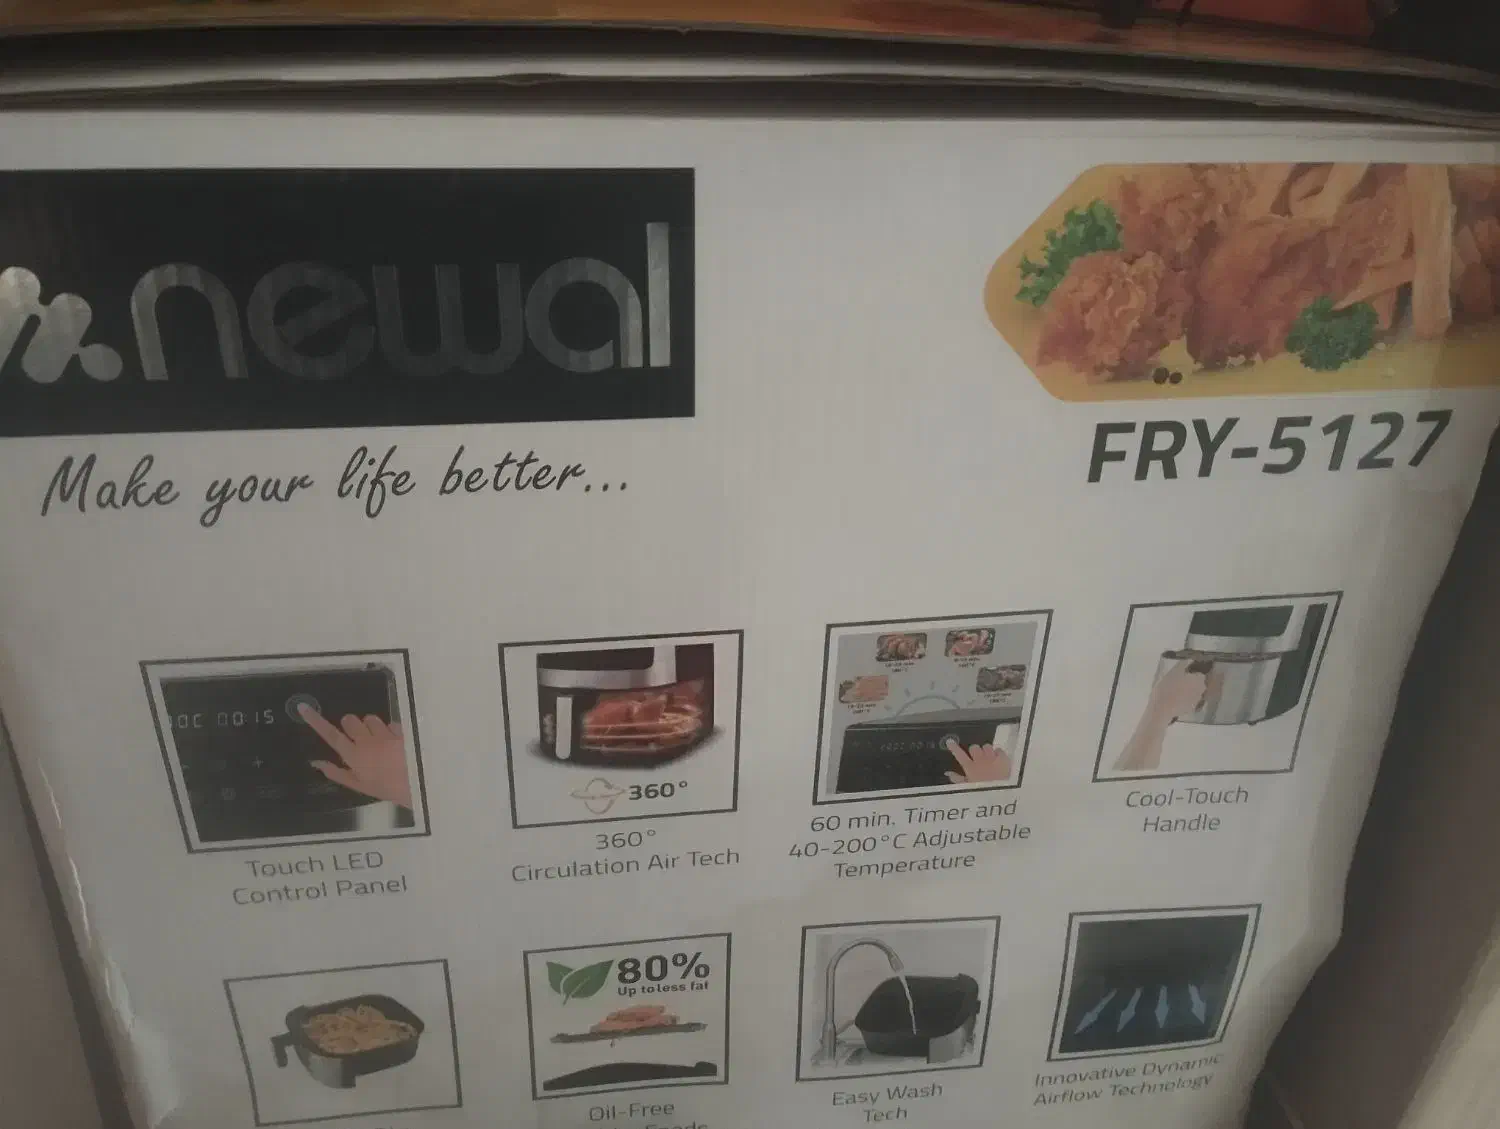 newal
Make your life better...
FRY-5127
00:15
360°
Touch LED
Control Panel
360°
Circulation Air Tech
60 min. Timer and
40-200°C Adjustable
Temperature
Cool-Touch
Handle
80%
Up to less fat
Oil-Free
Easy Wash
Tech
Innovative Dynamic
Airflow Technology